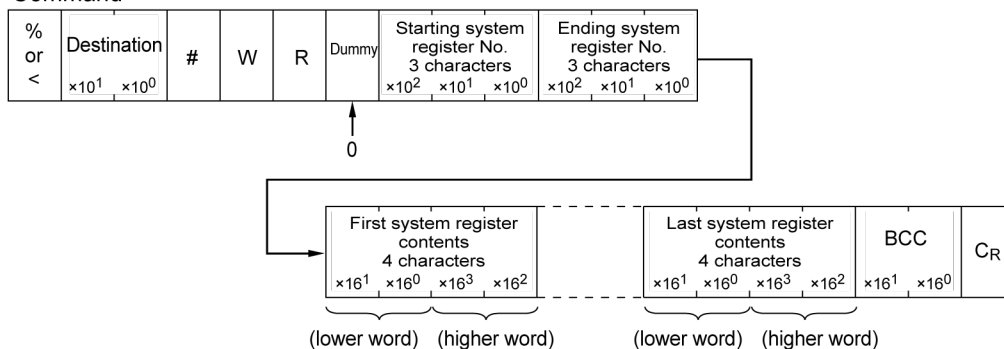 %
or
<
Destination
×10¹ ×10⁰
#
W
R
Dummy
Starting system
register No.
3 characters
×10² ×10¹ ×10⁰
Ending system
register No.
3 characters
×10² ×10¹ ×10⁰
0
First system register
contents
4 characters
×16¹ ×16⁰ ×16³ ×16²
Last system register
contents
4 characters
×16¹ ×16⁰ ×16³ ×16²
BCC
×16¹ ×16⁰
CR
(lower word) (higher word) (lower word) (higher word)